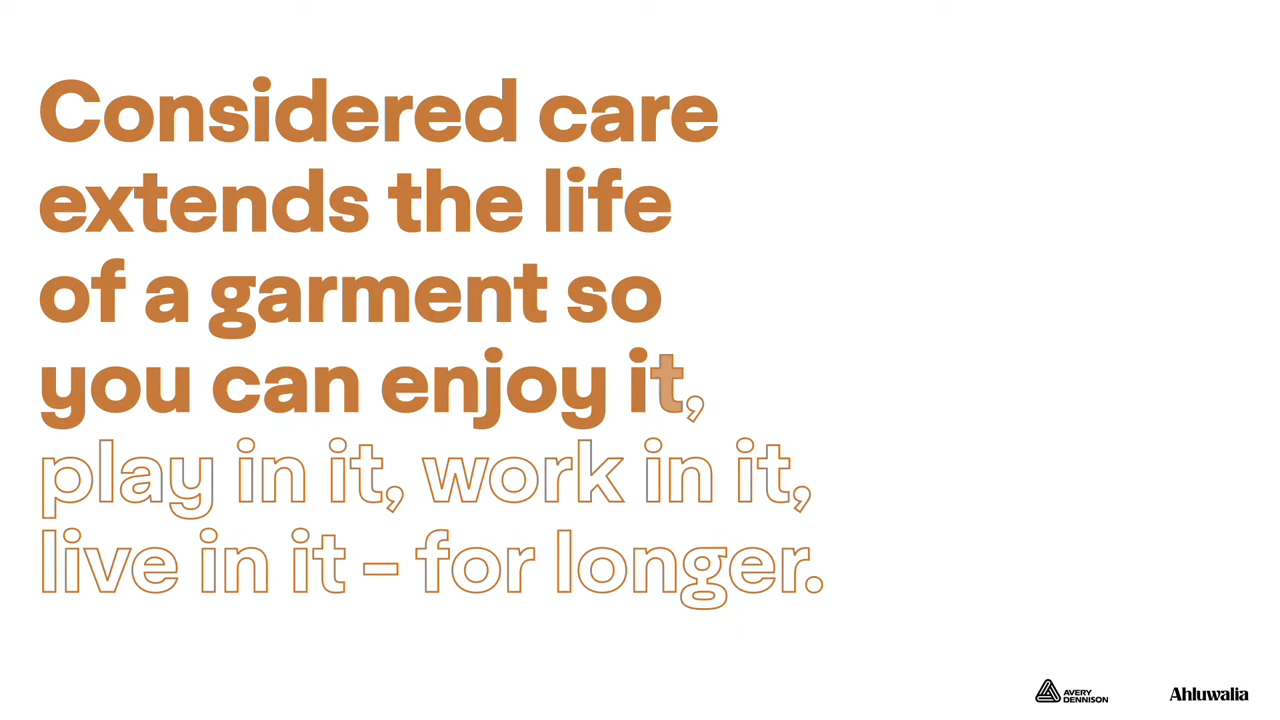 Considered care
extends the life
of a garment so
you can enjoy it,
play in it, work in it,
live in it – for longer.
AVERY
DENNISON
Ahluwalia